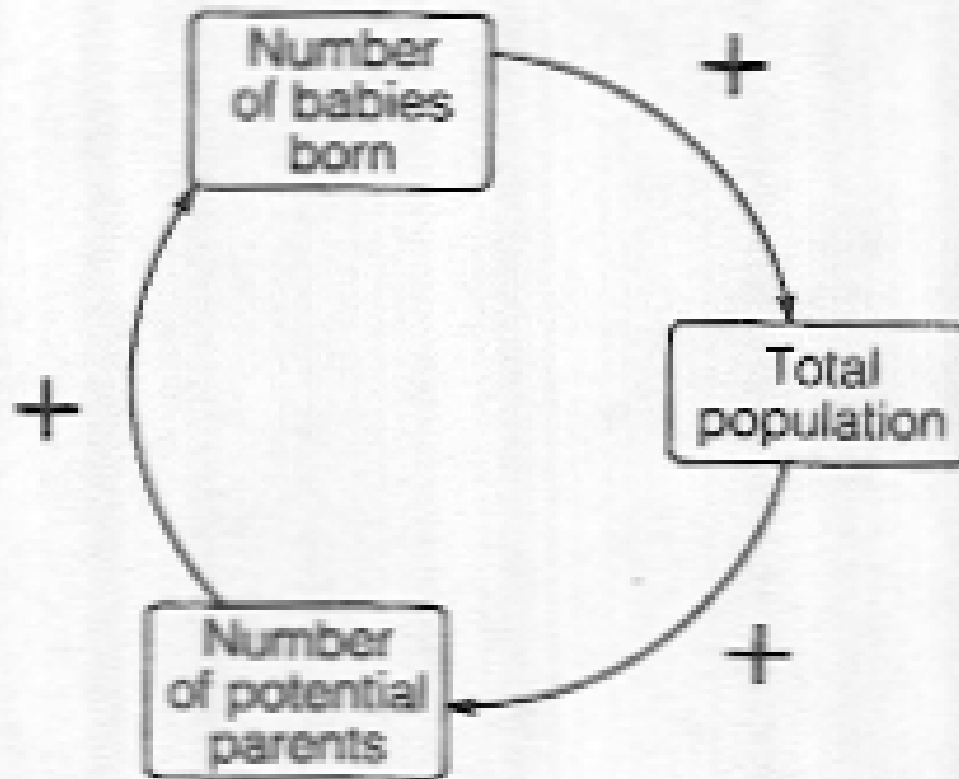 Number
of babies
born
+
Total
population
+
Number
of potential
parents
+